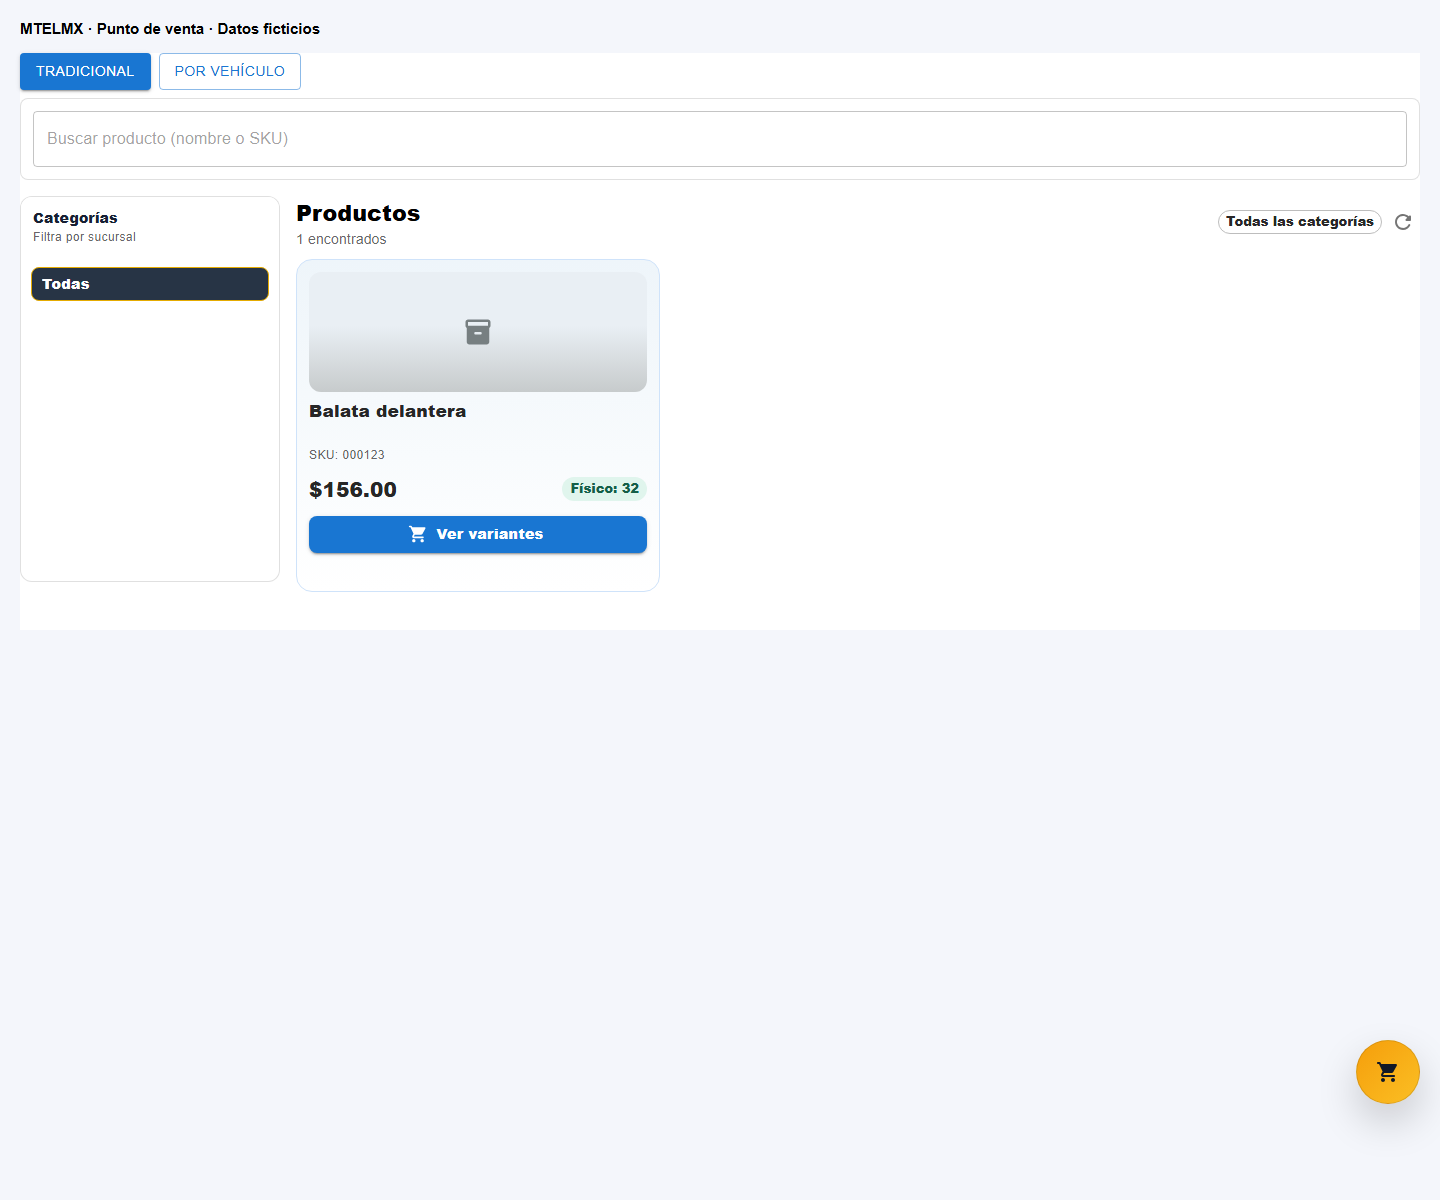 MTELMX · Punto de venta · Datos ficticios
TRADICIONAL
POR VEHÍCULO
Buscar producto (nombre o SKU)
Categorías
Filtra por sucursal
Todas
Productos
1 encontrados
Todas las categorías
Balata delantera
SKU: 000123
$156.00
Físico: 32
Ver variantes